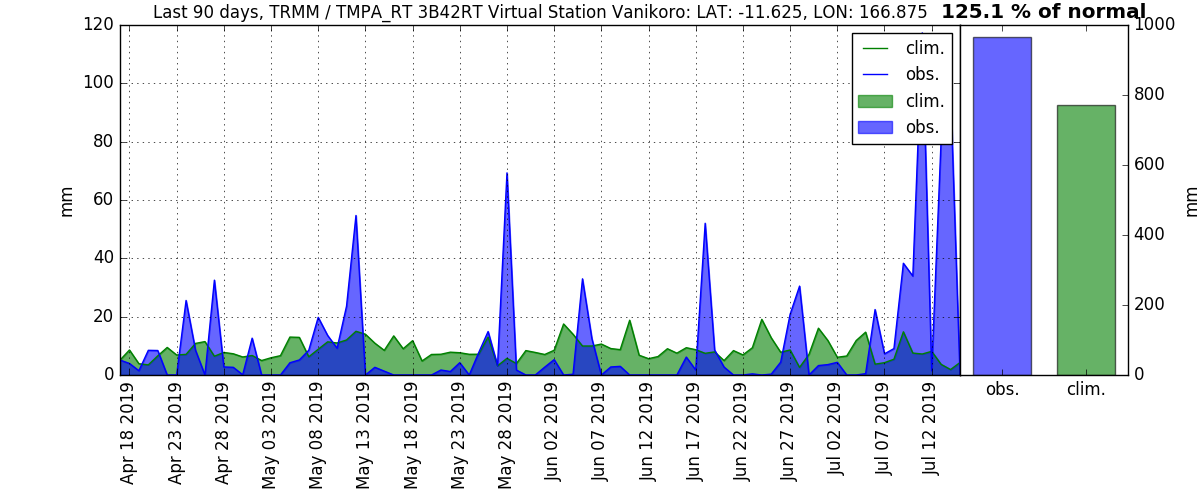 Last 90 days, TRMM / TMPA_RT 3B42RT Virtual Station Vanikoro: LAT: -11.625, LON: 166.875 125.1 % of normal
120
100
80
60
40
20
0
mm
clim.
obs.
clim.
obs.
1000
800
600
400
200
0
mm
Apr 18 2019
Apr 23 2019
Apr 28 2019
May 03 2019
May 08 2019
May 13 2019
May 18 2019
May 23 2019
May 28 2019
Jun 02 2019
Jun 07 2019
Jun 12 2019
Jun 17 2019
Jun 22 2019
Jun 27 2019
Jul 02 2019
Jul 07 2019
Jul 12 2019
obs.
clim.